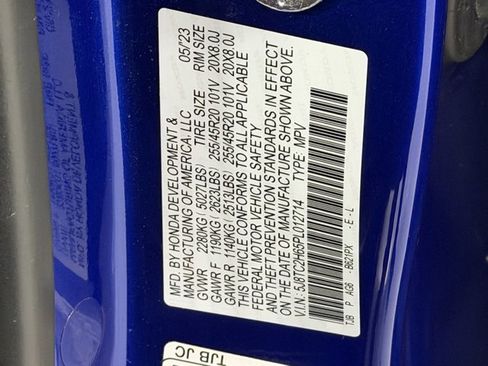 MFD. BY HONDA DEVELOPMENT & 05/23
MANUFACTURING OF AMERICA, LLC
GVWR 2280KG ( 5027LBS) TIRE SIZE RIM SIZE
GAWR F 1190KG ( 2623LBS) 255/45R20 101V 20X8.0J
GAWR R 1140KG ( 2513LBS) 255/45R20 101V 20X8.0J
THIS VEHICLE CONFORMS TO ALL APPLICABLE
FEDERAL MOTOR VEHICLE SAFETY
AND THEFT PREVENTION STANDARDS IN EFFECT
ON THE DATE OF MANUFACTURE SHOWN ABOVE.
V.I.N.: 5J8TC2H65PL012714 TYPE: MPV
TJB P AG6 -B621PX -E-L
TJB JC